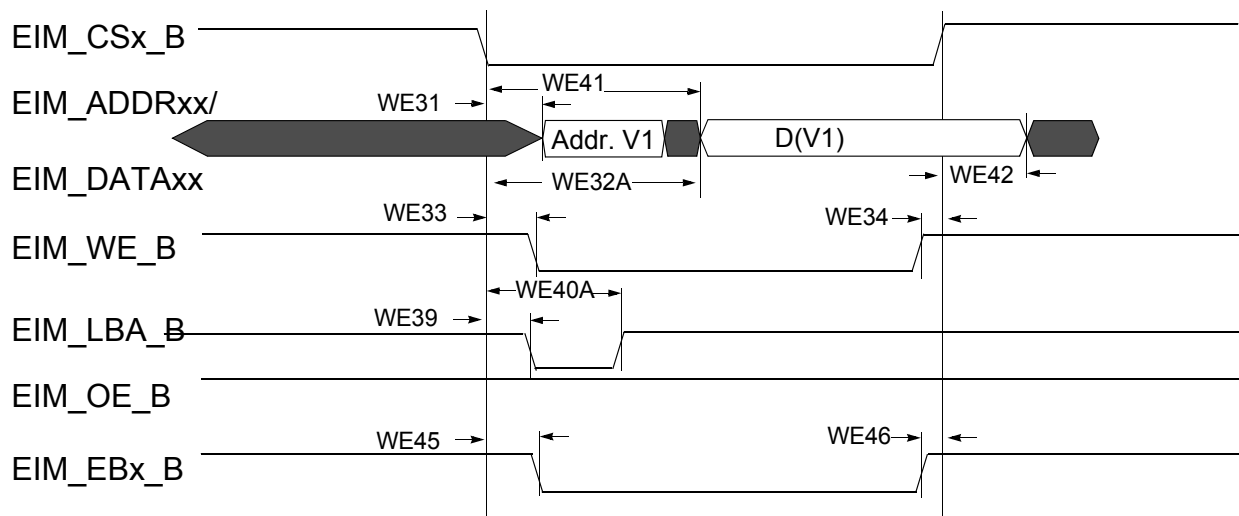 EIM_CSx_B
WE41
EIM_ADDRxx/
WE31
Addr. V1
D(V1)
EIM_DATAxx
WE32A
WE42
WE33
WE34
EIM_WE_B
WE40A
EIM_LBA_B
WE39
EIM_OE_B
WE45
WE46
EIM_EBx_B